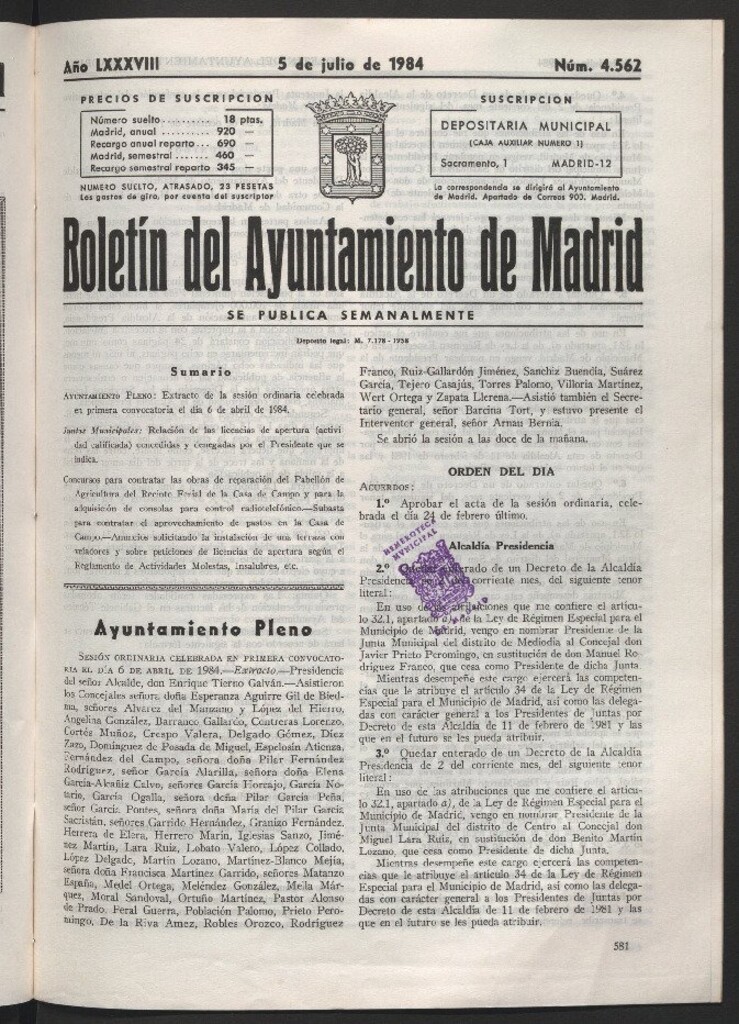 Año LXXXVIII
5 de julio de 1984
Núm. 4.562
PRECIOS DE SUSCRIPCION
Número suelto......... 18 ptas.
Madrid, anual .......... 920 —
Recargo anual reparto... 690 —
Madrid, semestral ....... 460 —
Recargo semestral reparto 345 —
NUMERO SUELTO, ATRASADO, 23 PESETAS
Los gastos de giro, por cuenta del suscriptor
SUSCRIPCION
DEPOSITARIA MUNICIPAL
(CAJA AUXILIAR NUMERO 1)
Sacramento, 1 MADRID-12
La correspondencia se dirigirá al Ayuntamiento
de Madrid. Apartado de Correos 900. Madrid.
Boletín del Ayuntamiento de Madrid
SE PUBLICA SEMANALMENTE
Depósito legal: M. 7.178 - 1958
Sumario
AYUNTAMIENTO PLENO: Extracto de la sesión ordinaria celebrada
en primera convocatoria el día 6 de abril de 1984.
Juntas Municipales: Relación de las licencias de apertura (activi-
dad calificada) concedidas y denegadas por el Presidente que se
indica.
Concursos para contratar las obras de reparación del Pabellón de
Agricultura del Recinto Ferial de la Casa de Campo y para la
adquisición de consolas para control radiotelefónico.—Subasta
para contratar el aprovechamiento de pastos en la Casa de
Campo.—Anuncios solicitando la instalación de una terraza con
veladores y sobre peticiones de licencias de apertura según el
Reglamento de Actividades Molestas, Insalubres, etc.
Ayuntamiento Pleno
SESIÓN ORDINARIA CELEBRADA EN PRIMERA CONVOCATO-
RIA EL DÍA 6 DE ABRIL DE 1984.—Extracto.—Presidencia
del señor Alcalde, don Enrique Tierno Galván.—Asistieron
los Concejales señora doña Esperanza Aguirre Gil de Bied-
ma, señores Alvarez del Manzano y López del Hierro,
Angelina González, Barranco Gallardo, Contreras Lorenzo,
Cortés Muñoz, Crespo Valera, Delgado Gómez, Díez
Zazo, Domínguez de Posada de Miguel, Espelosín Atienza,
Fernández del Campo, señora doña Pilar Fernández
Rodríguez, señor García Alarilla, señora doña Elena
García-Alcañiz Calvo, señores García Horcajo, García No-
tario, García Ogalla, señora doña Pilar García Peña,
señor García Pontes, señora doña María del Pilar García
Sacristán, señores Garrido Hernández, Granizo Fernández,
Herrera de Elera, Herrero Marín, Iglesias Sanzo, Jimé-
nez Martín, Lara Ruiz, Lobato Valero, López Collado,
López Delgado, Martín Lozano, Martínez-Blanco Mejía,
señora doña Francisca Martínez Garrido, señores Matanzo
España, Medel Ortega, Meléndez González, Mella Már-
quez, Moral Sandoval, Ortuño Martínez, Pastor Alonso
de Prado, Peral Guerra, Población Palomo, Prieto Pero-
mingo, De la Riva Amez, Robles Orozco, Rodríguez
Franco, Ruiz-Gallardón Jiménez, Sanchiz Buendía, Suárez
García, Tejero Casajús, Torres Palomo, Villoria Martínez,
Wert Ortega y Zapata Llerena.—Asistió también el Secre-
tario general, señor Barcina Tort, y estuvo presente el
Interventor general, señor Arnau Bernia.
Se abrió la sesión a las doce de la mañana.
ORDEN DEL DIA
ACUERDOS:
1.º Aprobar el acta de la sesión ordinaria, cele-
brada el día 24 de febrero último.
HEMEROTECA
MUNICIPAL
MADRID
Alcaldía Presidencia
2.º Quedar enterado de un Decreto de la Alcaldía
Presidencia de 2 del corriente mes, del siguiente tenor
literal:
En uso de las atribuciones que me confiere el artícu-
lo 32.1, apartado a), de la Ley de Régimen Especial para el
Municipio de Madrid, vengo en nombrar Presidente de la
Junta Municipal del distrito de Mediodía al Concejal don
Javier Prieto Peromingo, en sustitución de don Manuel Ro-
dríguez Franco, que cesa como Presidente de dicha Junta.
Mientras desempeñe este cargo ejercerá las competen-
cias que le atribuye el artículo 34 de la Ley de Régimen
Especial para el Municipio de Madrid, así como las delega-
das con carácter general a los Presidentes de Juntas por
Decreto de esta Alcaldía de 11 de febrero de 1981 y las
que en el futuro se les pueda atribuir.
3.º Quedar enterado de un Decreto de la Alcaldía
Presidencia de 2 del corriente mes, del siguiente tenor
literal:
En uso de las atribuciones que me confiere el artícu-
lo 32.1, apartado a), de la Ley de Régimen Especial para el
Municipio de Madrid, vengo en nombrar Presidente de la
Junta Municipal del distrito de Centro al Concejal don
Miguel Lara Ruiz, en sustitución de don Benito Martín
Lozano, que cesa como Presidente de dicha Junta.
Mientras desempeñe este cargo ejercerá las competen-
cias que le atribuye el artículo 34 de la Ley de Régimen
Especial para el Municipio de Madrid, así como las delega-
das con carácter general a los Presidentes de Juntas por
Decreto de esta Alcaldía de 11 de febrero de 1981 y las
que en el futuro se les pueda atribuir.
581